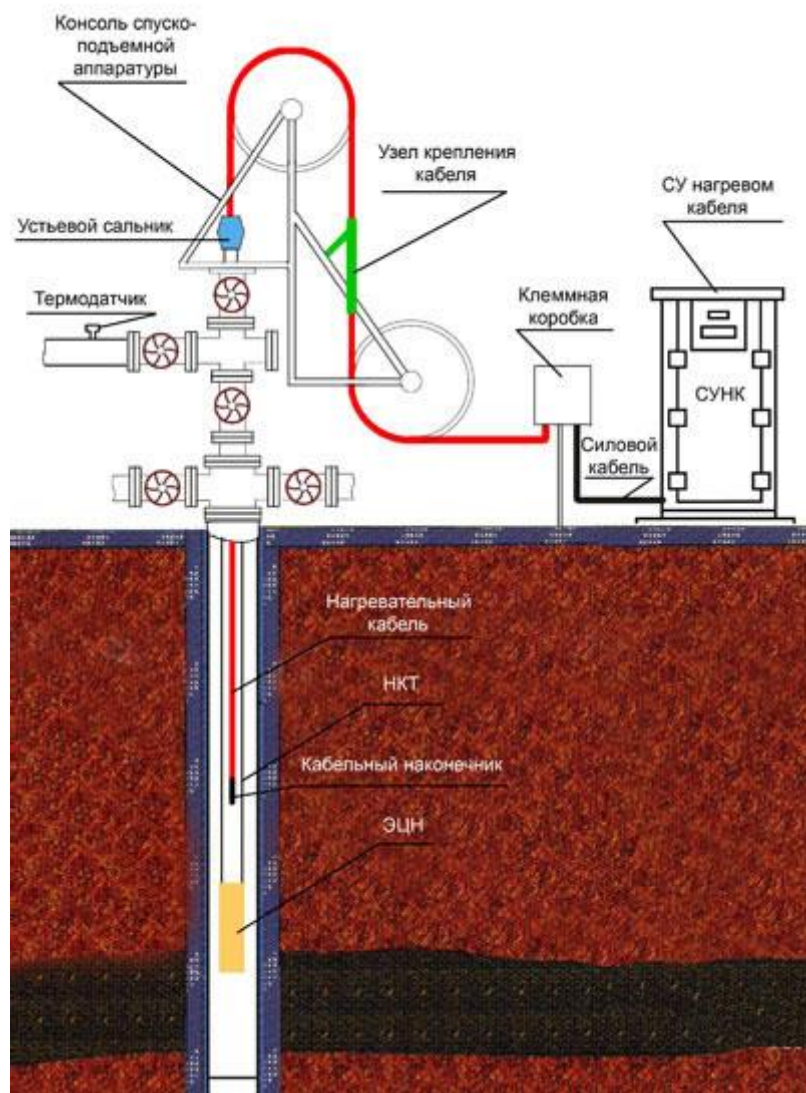 Консоль спуско-
подъемной
аппаратуры
Узел крепления
кабеля
СУ нагревом
кабеля
Устьевой сальник
Термодатчик
Клеммная
коробка
СУНК
Силовой
кабель
Нагревательный
кабель
НКТ
Кабельный наконечник
ЭЦН